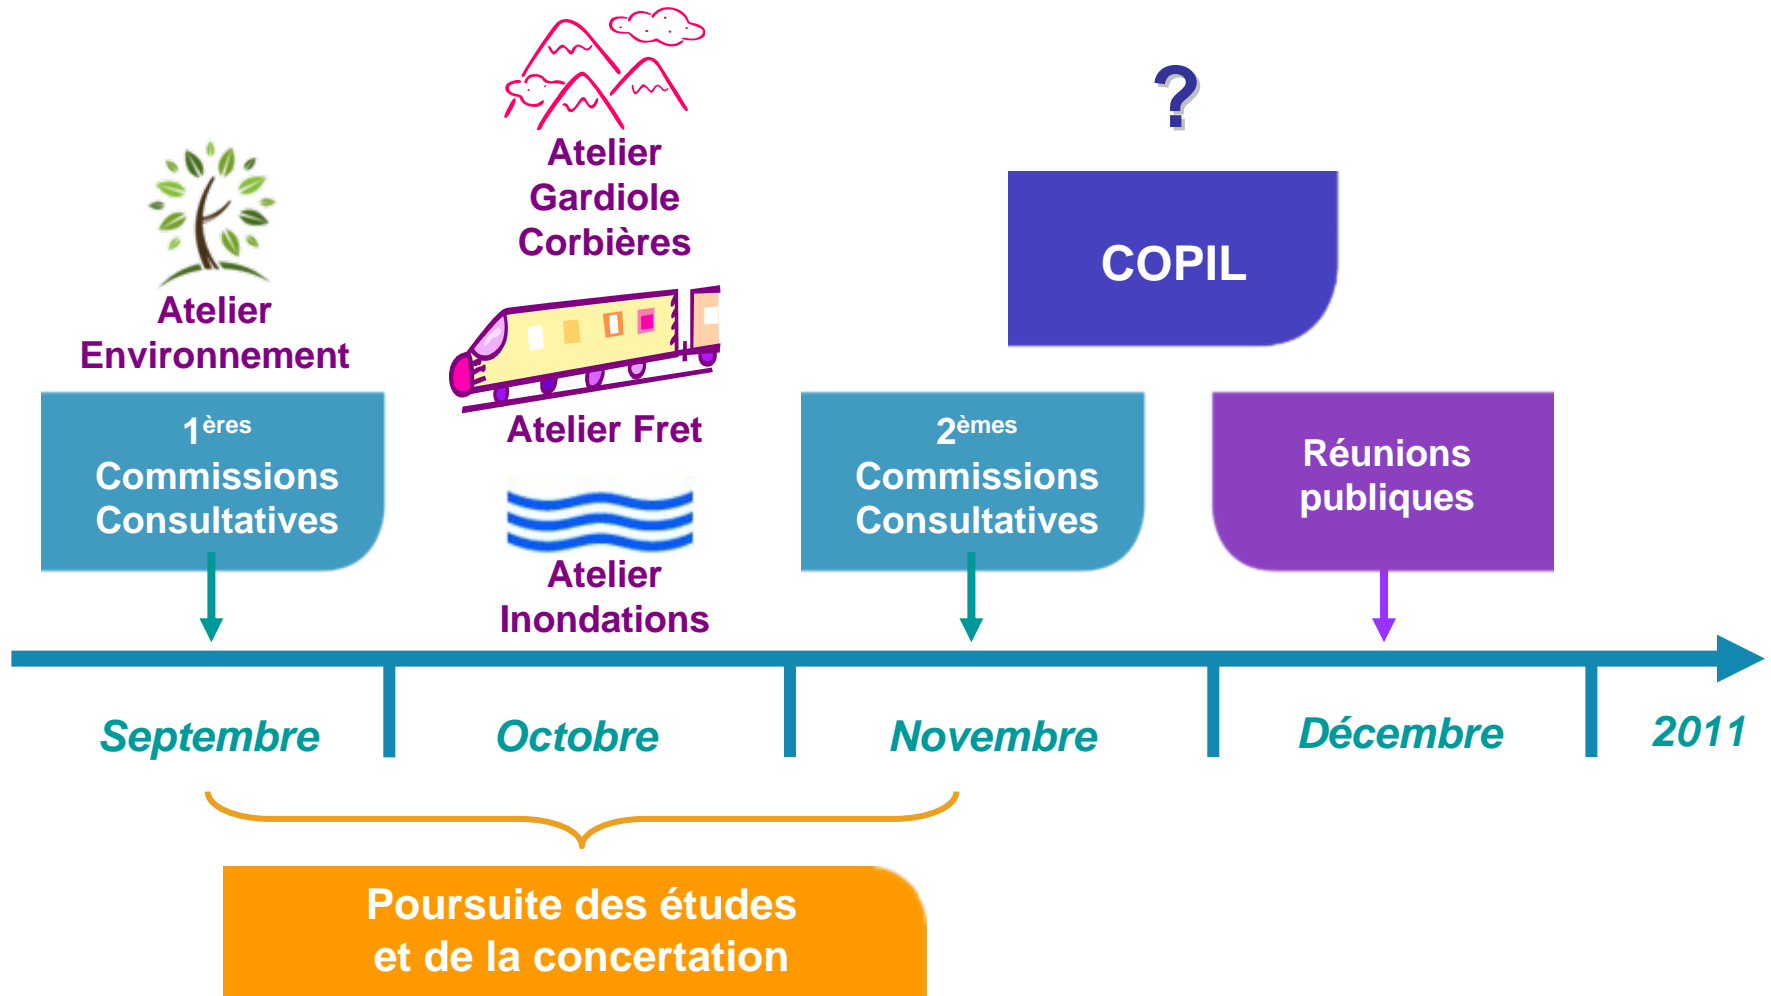 Atelier
Environnement
1ères
Commissions
Consultatives
Atelier
Gardiole
Corbières
Atelier Fret
Atelier
Inondations
?
COPIL
2èmes
Commissions
Consultatives
Réunions
publiques
Septembre
Octobre
Novembre
Décembre
2011
Poursuite des études
et de la concertation